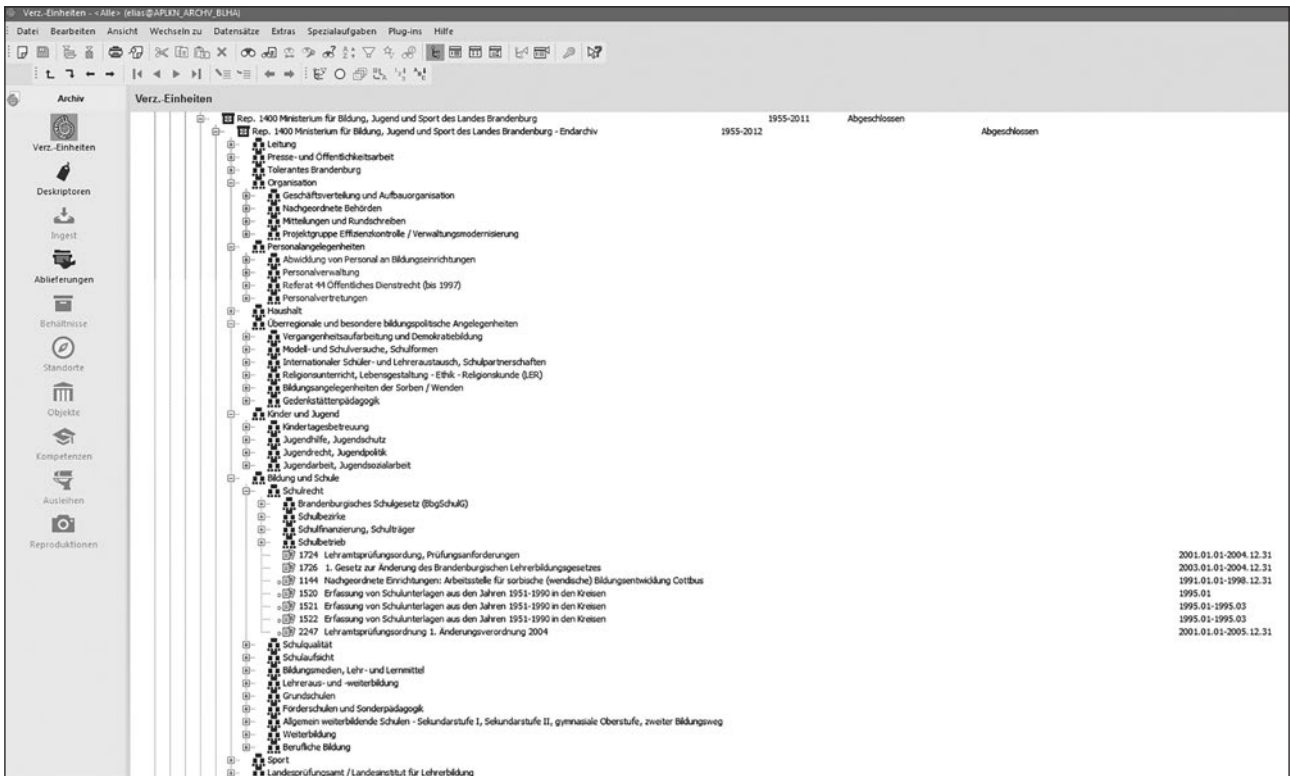 Verz.-Einheiten - <Alle> (elias@APLKN_ARCHV_BLHA)
Datei Bearbeiten Ansicht Wechseln zu Datensätze Extras Spezialaufgaben Plug-ins Hilfe
Archiv
Verz.-Einheiten
Verz.-Einheiten
Deskriptoren
Ingest
Ablieferungen
Behältnisse
Standorte
Objekte
Kompetenzen
Ausleihen
Reproduktionen
Rep. 1400 Ministerium für Bildung, Jugend und Sport des Landes Brandenburg 1955-2011 Abgeschlossen
Rep. 1400 Ministerium für Bildung, Jugend und Sport des Landes Brandenburg - Endarchiv 1955-2012 Abgeschlossen
Leitung
Presse- und Öffentlichkeitsarbeit
Tolerantes Brandenburg
Organisation
Geschäftsverteilung und Aufbauorganisation
Nachgeordnete Behörden
Mitteilungen und Rundschreiben
Projektgruppe Effizienzkontrolle / Verwaltungsmodernisierung
Personalangelegenheiten
Abwicklung von Personal an Bildungseinrichtungen
Personalverwaltung
Referat 44 Öffentliches Dienstrecht (bis 1997)
Personalvertretungen
Haushalt
Überregionale und besondere bildungspolitische Angelegenheiten
Vergangenheitsaufarbeitung und Demokratiebildung
Modell- und Schulversuche, Schulformen
Internationaler Schüler- und Lehreraustausch, Schulpartnerschaften
Religionsunterricht, Lebensgestaltung - Ethik - Religionskunde (LER)
Bildungsangelegenheiten der Sorben / Wenden
Gedenkstättenpädagogik
Kinder und Jugend
Kindertagesbetreuung
Jugendhilfe, Jugendschutz
Jugendrecht, Jugendpolitik
Jugendarbeit, Jugendsozialarbeit
Bildung und Schule
Schulrecht
Brandenburgisches Schulgesetz (BbgSchulG)
Schulbezirke
Schulfinanzierung, Schulträger
Schulbetrieb
1724 Lehramtsprüfungsordung, Prüfungsanforderungen 2001.01.01-2004.12.31
1726 1. Gesetz zur Änderung des Brandenburgischen Lehrerbildungsgesetzes 2003.01.01-2004.12.31
1144 Nachgeordnete Einrichtungen: Arbeitsstelle für sorbische (wendische) Bildungsentwicklung Cottbus 1991.01.01-1998.12.31
1520 Erfassung von Schulunterlagen aus den Jahren 1951-1990 in den Kreisen 1995.01
1521 Erfassung von Schulunterlagen aus den Jahren 1951-1990 in den Kreisen 1995.01-1995.03
1522 Erfassung von Schulunterlagen aus den Jahren 1951-1990 in den Kreisen 1995.01-1995.03
2247 Lehramtsprüfungsordnung 1. Änderungsverordnung 2004 2001.01.01-2005.12.31
Schulqualität
Schulaufsicht
Bildungsmedien, Lehr- und Lernmittel
Lehreraus- und -weiterbildung
Grundschulen
Förderschulen und Sonderpädagogik
Allgemein weiterbildende Schulen - Sekundarstufe I, Sekundarstufe II, gymnasiale Oberstufe, zweiter Bildungsweg
Weiterbildung
Berufliche Bildung
Sport
Landesprüfungsamt / Landesinstitut für Lehrerbildung